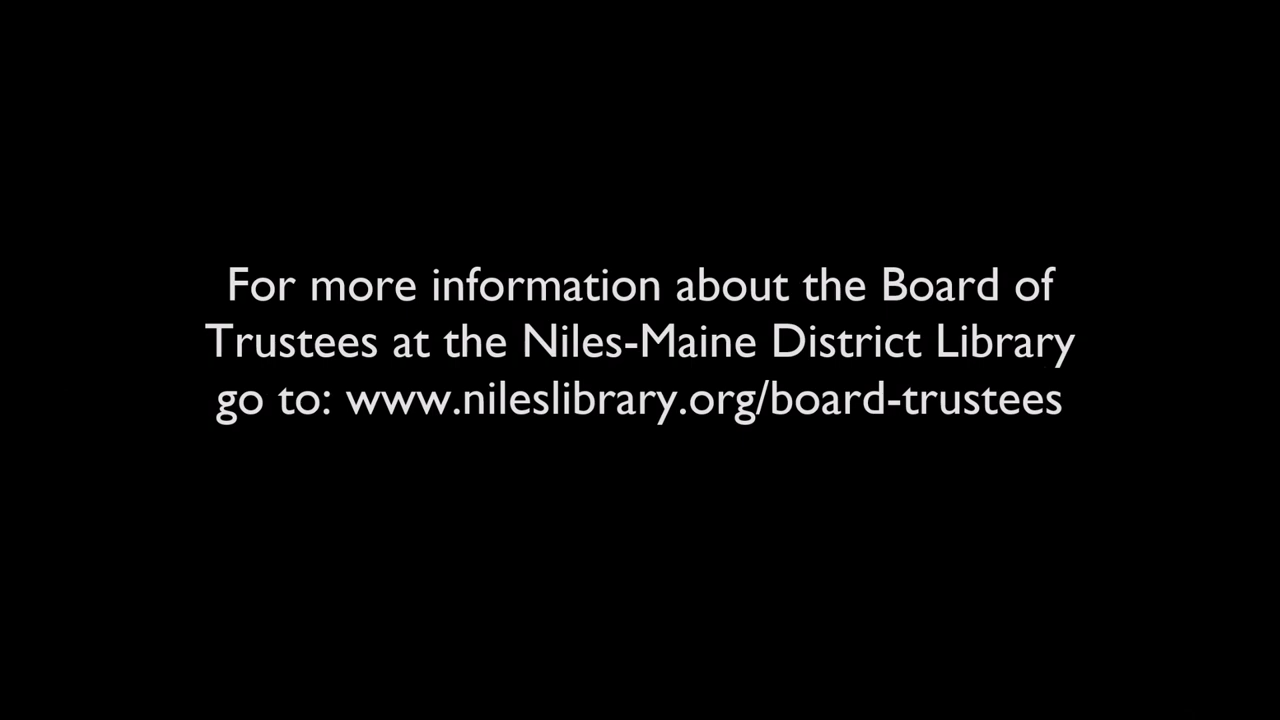 For more information about the Board of
Trustees at the Niles-Maine District Library
go to: www.nileslibrary.org/board-trustees